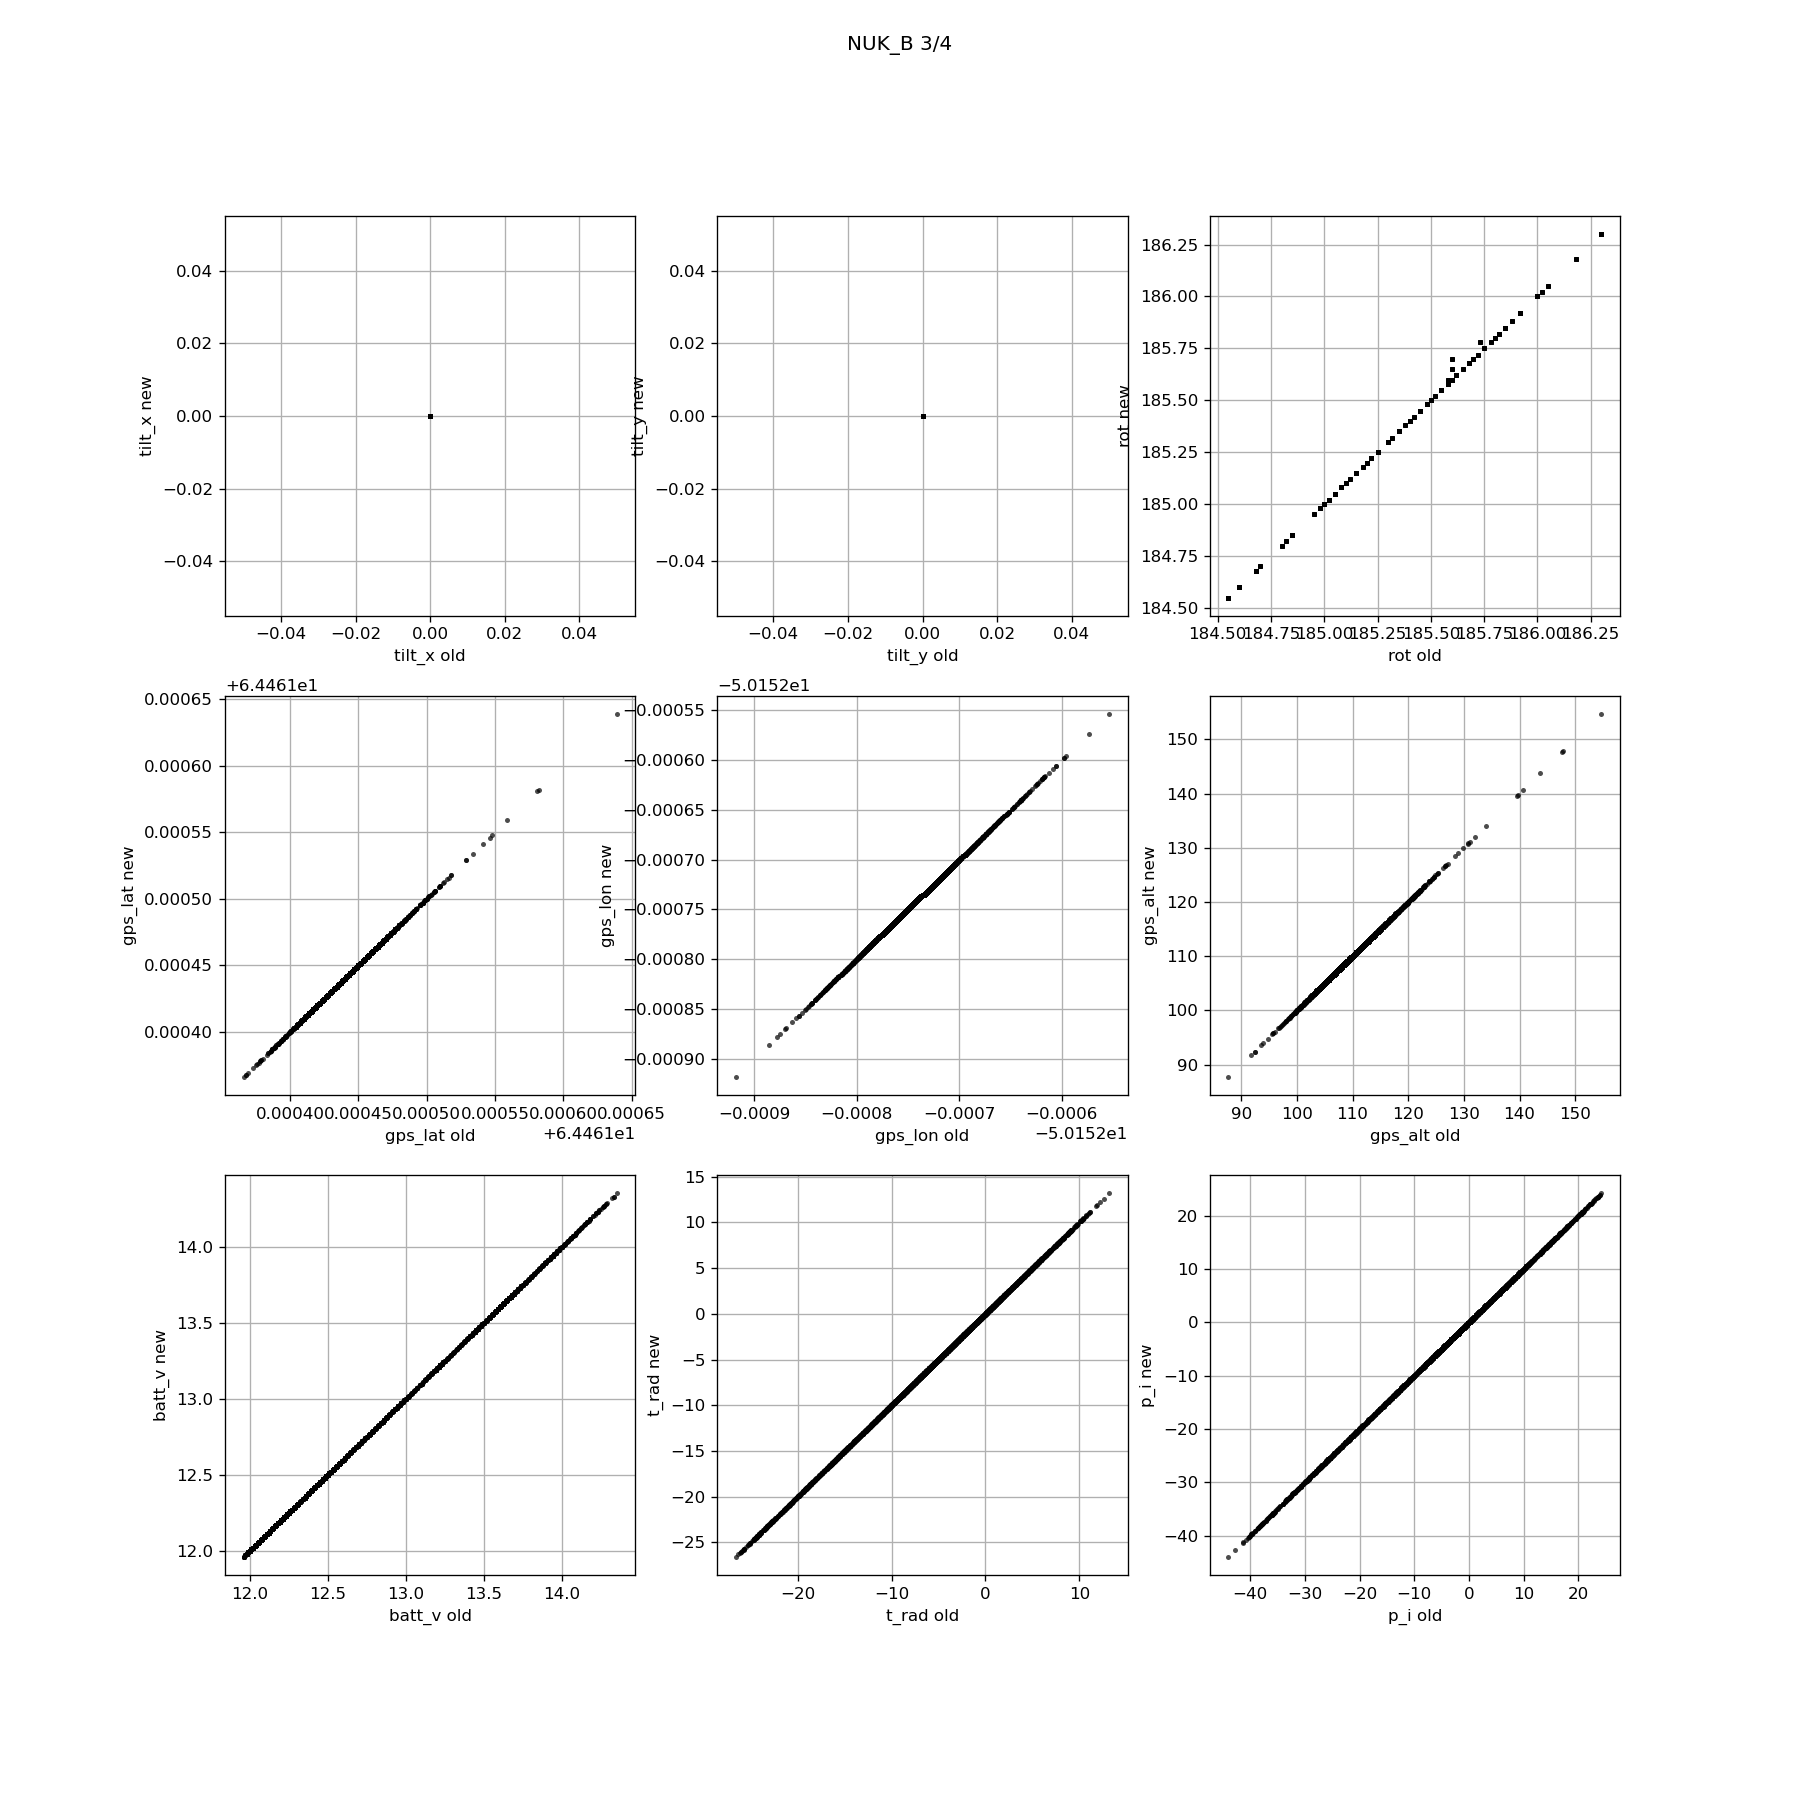 NUK_B 3/4
tilt_x new
0.04
0.02
0.00
−0.02
−0.04
−0.04 −0.02 0.00 0.02 0.04
tilt_x old
tilt_y new
0.04
0.02
0.00
−0.02
−0.04
−0.04 −0.02 0.00 0.02 0.04
tilt_y old
rot new
186.25
186.00
185.75
185.50
185.25
185.00
184.75
184.50
184.50 184.75 185.00 185.25 185.50 185.75 186.00 186.25
rot old
+6.4461e1
gps_lat new
0.00065
0.00060
0.00055
0.00050
0.00045
0.00040
0.00040 0.00045 0.00050 0.00055 0.00060 0.00065
gps_lat old
+6.4461e1
−5.0152e1
gps_lon new
−0.00055
−0.00060
−0.00065
−0.00070
−0.00075
−0.00080
−0.00085
−0.00090
−0.0009 −0.0008 −0.0007 −0.0006
gps_lon old
−5.0152e1
gps_alt new
150
140
130
120
110
100
90
90 100 110 120 130 140 150
gps_alt old
batt_v new
14.0
13.5
13.0
12.5
12.0
12.0 12.5 13.0 13.5 14.0
batt_v old
t_rad new
15
10
5
0
−5
−10
−15
−20
−25
−20 −10 0 10
t_rad old
p_i new
20
10
0
−10
−20
−30
−40
−40 −30 −20 −10 0 10 20
p_i old